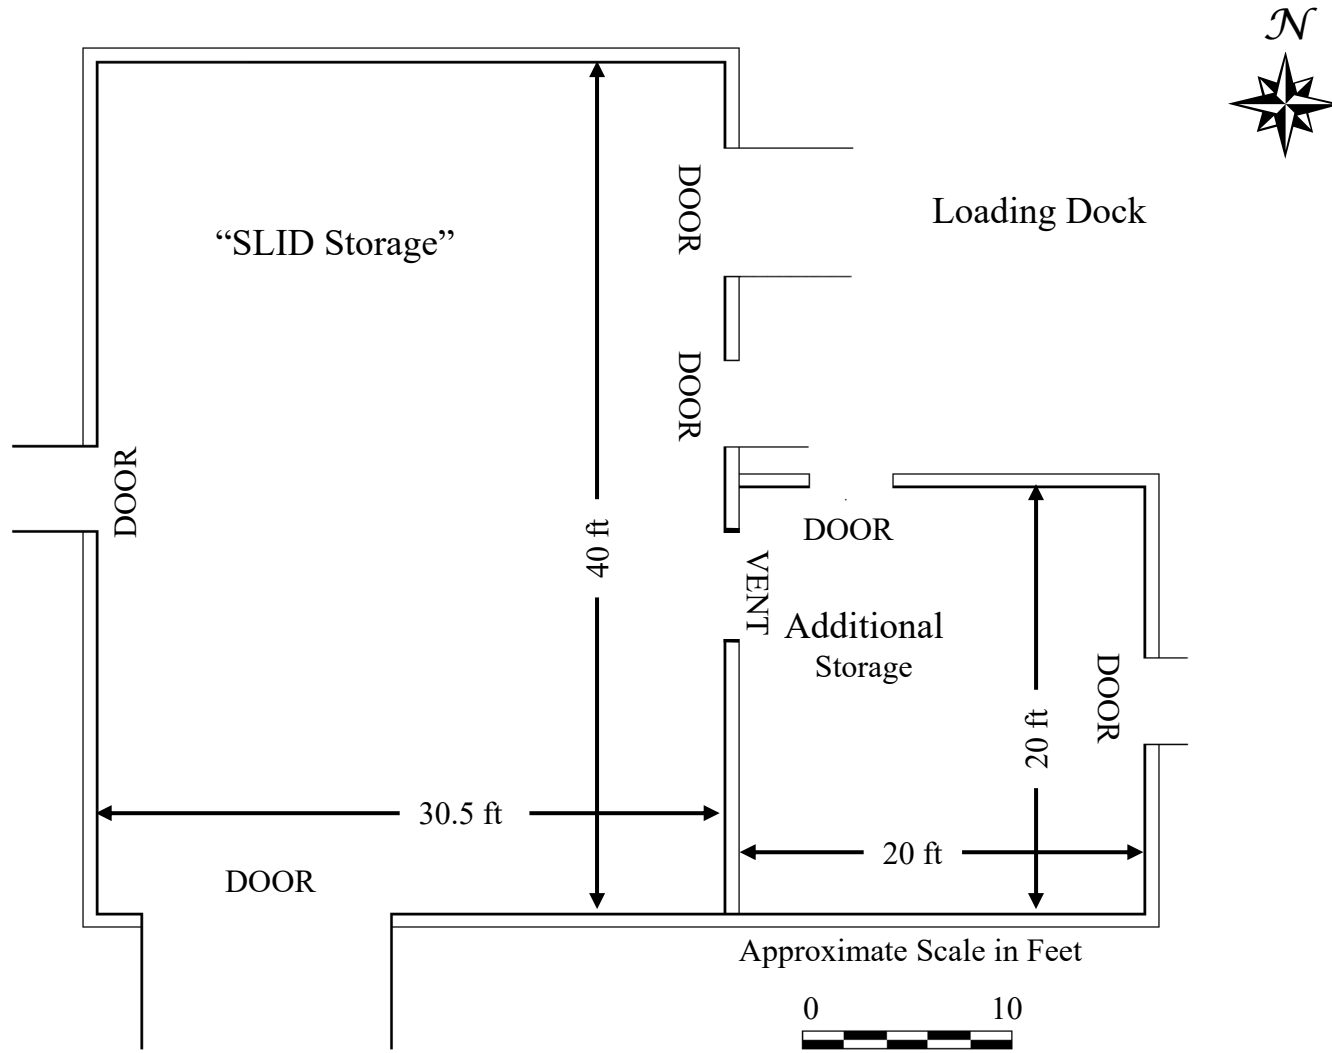 N
DOOR
Loading Dock
“SLID Storage”
DOOR
DOOR
40 ft
DOOR
VENT
Additional
Storage
DOOR
20 ft
30.5 ft
20 ft
DOOR
Approximate Scale in Feet
0 10